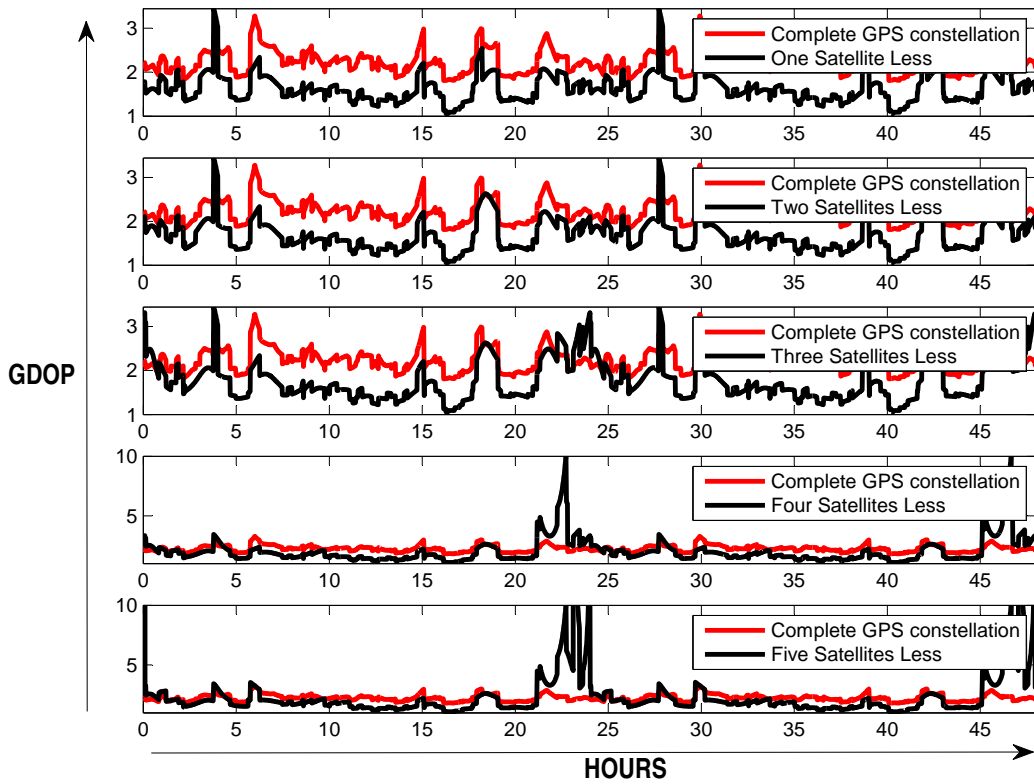 3
2
1
Complete GPS constellation
One Satellite Less
0 5 10 15 20 25 30 35 40 45
3
2
1
Complete GPS constellation
Two Satellites Less
0 5 10 15 20 25 30 35 40 45
3
2
1
Complete GPS constellation
Three Satellites Less
0 5 10 15 20 25 30 35 40 45
GDOP
10
5
Complete GPS constellation
Four Satellites Less
0 5 10 15 20 25 30 35 40 45
10
5
Complete GPS constellation
Five Satellites Less
0 5 10 15 20 25 30 35 40 45
HOURS